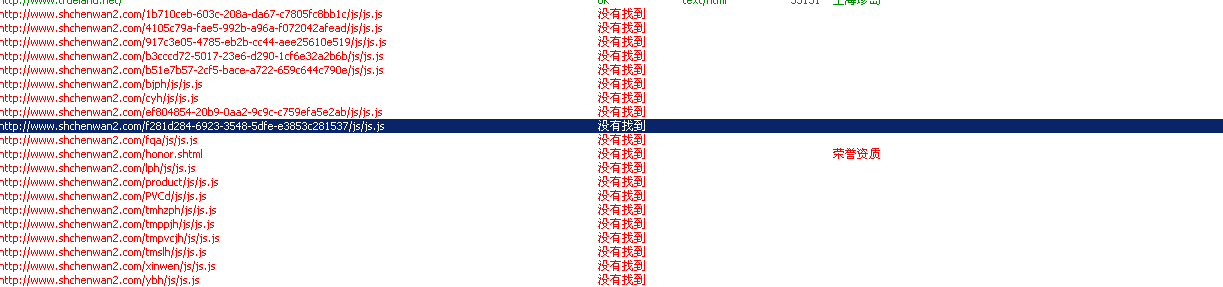 http://www.trueland.net/ ok text/html 55151 上海珍岛
http://www.shchenwan2.com/1b710ceb-603c-208a-da67-c7805fc8bb1c/js/js.js 没有找到
http://www.shchenwan2.com/4105c79a-fae5-992b-a96a-f072042afead/js/js.js 没有找到
http://www.shchenwan2.com/917c3e05-4785-eb2b-cc44-aee25610e519/js/js.js 没有找到
http://www.shchenwan2.com/b3cccd72-5017-23e6-d290-1cf6e32a2b6b/js/js.js 没有找到
http://www.shchenwan2.com/b51e7b57-2cf5-bace-a722-659c644c790e/js/js.js 没有找到
http://www.shchenwan2.com/bjph/js/js.js 没有找到
http://www.shchenwan2.com/cyh/js/js.js 没有找到
http://www.shchenwan2.com/ef804854-20b9-0aa2-9c9c-c759efa5e2ab/js/js.js 没有找到
http://www.shchenwan2.com/f281d284-6923-3548-5dfe-e3853c281537/js/js.js 没有找到
http://www.shchenwan2.com/fqa/js/js.js 没有找到
http://www.shchenwan2.com/honor.shtml 没有找到 荣誉资质
http://www.shchenwan2.com/lph/js/js.js 没有找到
http://www.shchenwan2.com/product/js/js.js 没有找到
http://www.shchenwan2.com/PVCd/js/js.js 没有找到
http://www.shchenwan2.com/tmhzph/js/js.js 没有找到
http://www.shchenwan2.com/tmppjh/js/js.js 没有找到
http://www.shchenwan2.com/tmpvcjh/js/js.js 没有找到
http://www.shchenwan2.com/tmslh/js/js.js 没有找到
http://www.shchenwan2.com/xinwen/js/js.js 没有找到
http://www.shchenwan2.com/ybh/js/js.js 没有找到